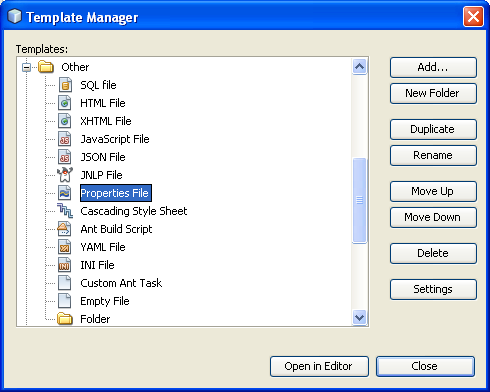 Template Manager
Templates:
Other
SQL file
HTML File
XHTML File
JavaScript File
JSON File
JNLP File
Properties File
Cascading Style Sheet
Ant Build Script
YAML File
INI File
Custom Ant Task
Empty File
Folder
Add...
New Folder
Duplicate
Rename
Move Up
Move Down
Delete
Settings
Open in Editor
Close